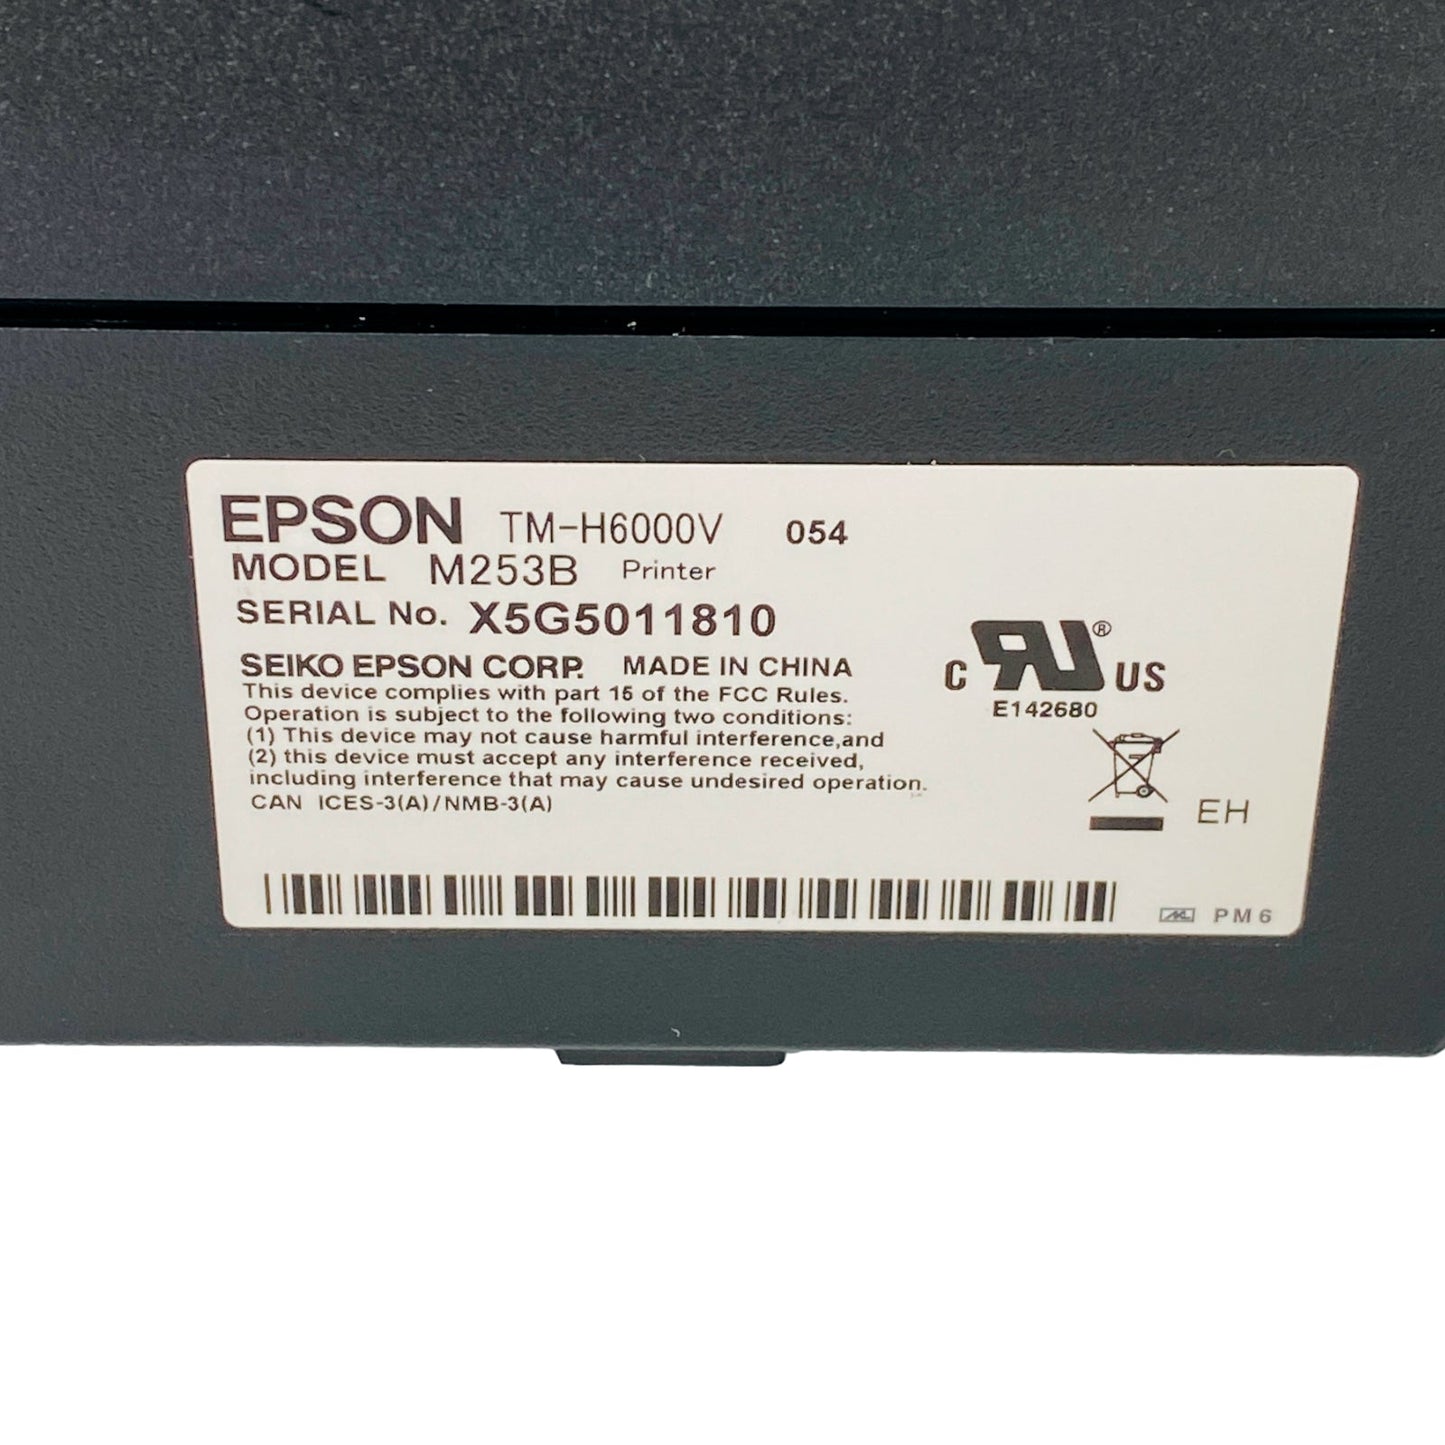 EPSON TM-H6000V 054
MODEL M253B Printer
SERIAL No. X5G5011810
SEIKO EPSON CORP. MADE IN CHINA
This device complies with part 15 of the FCC Rules.
Operation is subject to the following two conditions:
(1) This device may not cause harmful interference,and
(2) this device must accept any interference received,
including interference that may cause undesired operation.
CAN ICES-3(A)/NMB-3(A)
C RU® US
E142680
EH
PM6